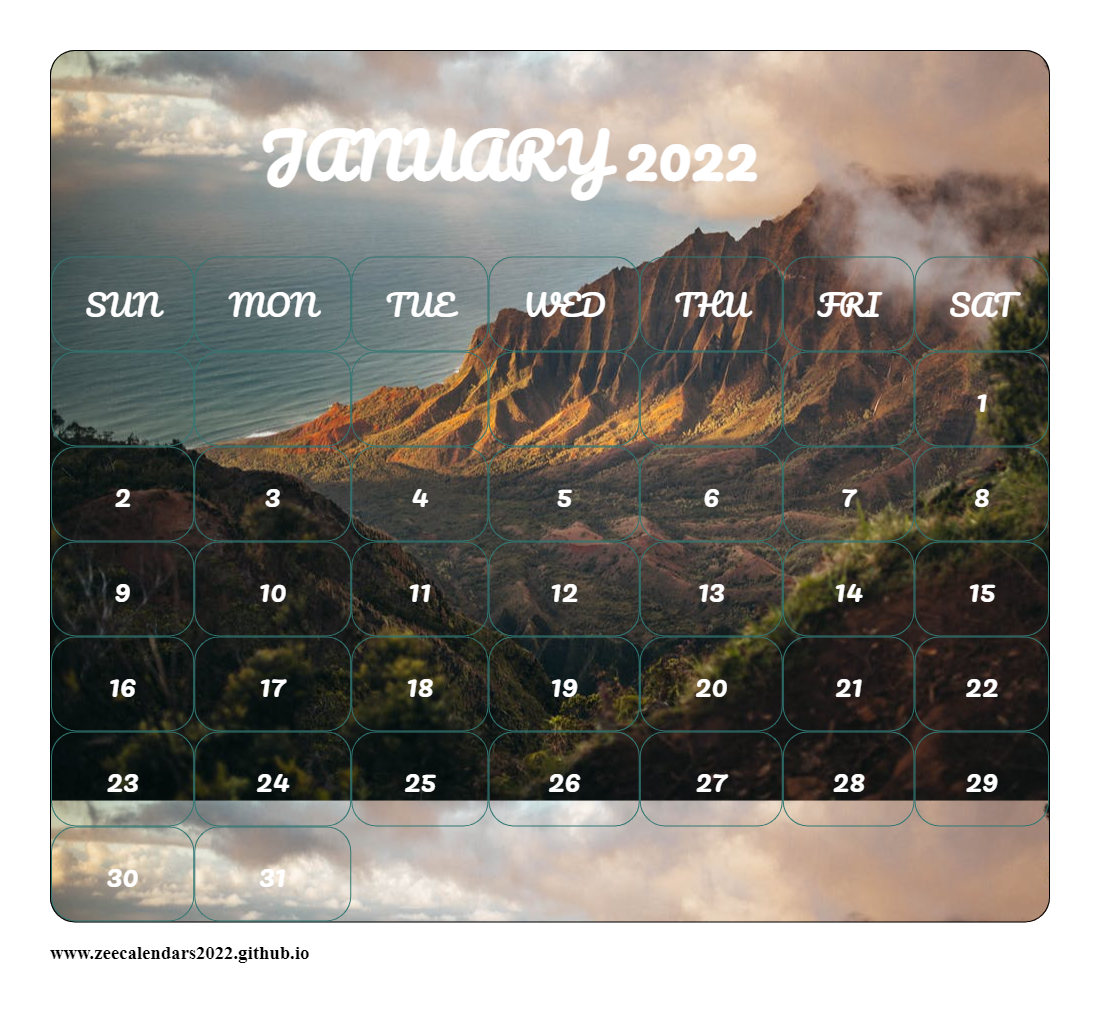 JANUARY 2022
SUN MON TUE WED THU FRI SAT
1
2 3 4 5 6 7 8
9 10 11 12 13 14 15
16 17 18 19 20 21 22
23 24 25 26 27 28 29
30 31
www.zeecalendars2022.github.io